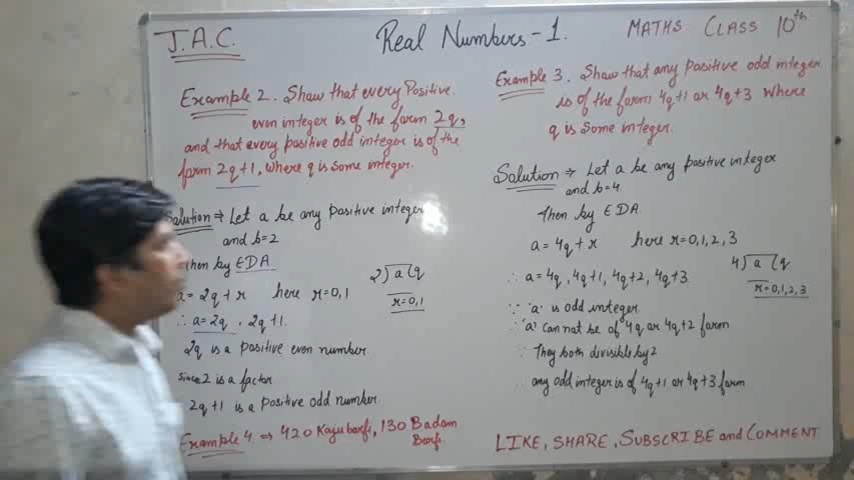 J.A.C.
Real Numbers-1.
MATHS CLASS 10th
Example 2. Show that every Positive
even integer is of the form 2q,
and that every positive odd integer is of the
form 2q+1, where q is some integer.
Solution ⇒ Let a be any positive integer
and b=2
Then by EDA
a = 2q + r here r=0,1
∴ a=2q, 2q+1.
2q is a positive even number
since 2 is a factor
2q+1 is a positive odd number
2)a(q
r=0,1
Example 4 ⇒ 420 Kaju barfi, 130 Badam
Barfi.
Example 3. Show that any positive odd integer
is of the form 4q+1 or 4q+3 where
q is some integer.
Solution ⇒ Let a be any positive integer
and b=4
Then by EDA
a = 4q + r here r=0,1,2,3
∴ a=4q, 4q+1, 4q+2, 4q+3
∵ 'a' is odd integer
∴ 'a' can not be of 4q or 4q+2 form
∵ They both divisible by 2
∴ any odd integer is of 4q+1 or 4q+3 form
4)a(q
r=0,1,2,3
LIKE, SHARE, SUBSCRIBE and COMMENT